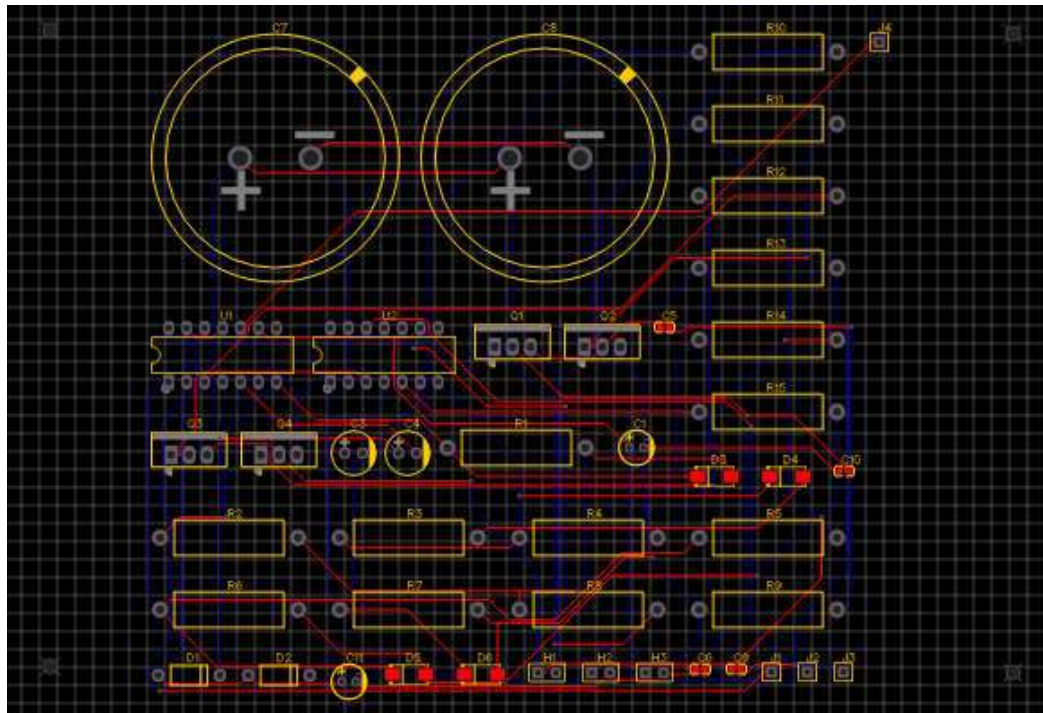 C7 C8 R10 J4
R11
R12
R13
U1 U2 Q1 Q2 C5 R14
R15
Q3 Q4 C3 C4 R1 C1
D3 D4 C10
R2 R3 R4 R5
R6 R7 R8 R9
D1 D2 C11 D5 D6 H1 H2 H3 C6 C9 J1 J2 J3